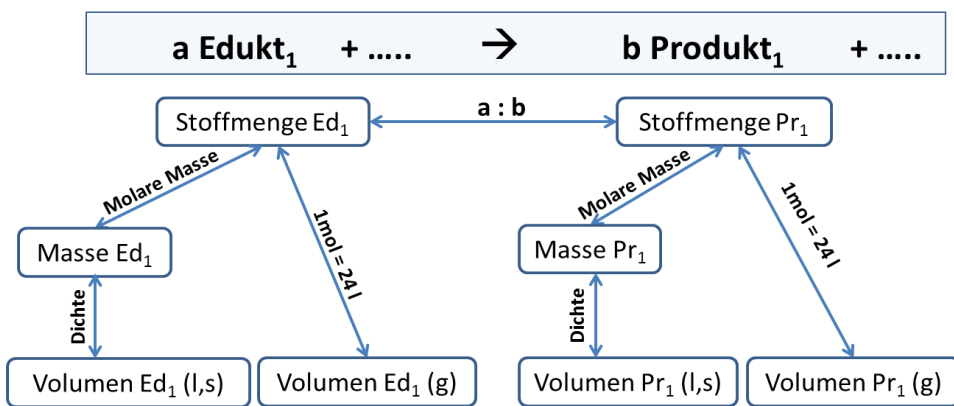 a Edukt₁ + ..... → b Produkt₁ + .....
a : b
Stoffmenge Ed₁
Stoffmenge Pr₁
Molare Masse
1mol = 24 l
Molare Masse
1mol = 24 l
Masse Ed₁
Masse Pr₁
Dichte
Dichte
Volumen Ed₁ (l,s)
Volumen Ed₁ (g)
Volumen Pr₁ (l,s)
Volumen Pr₁ (g)